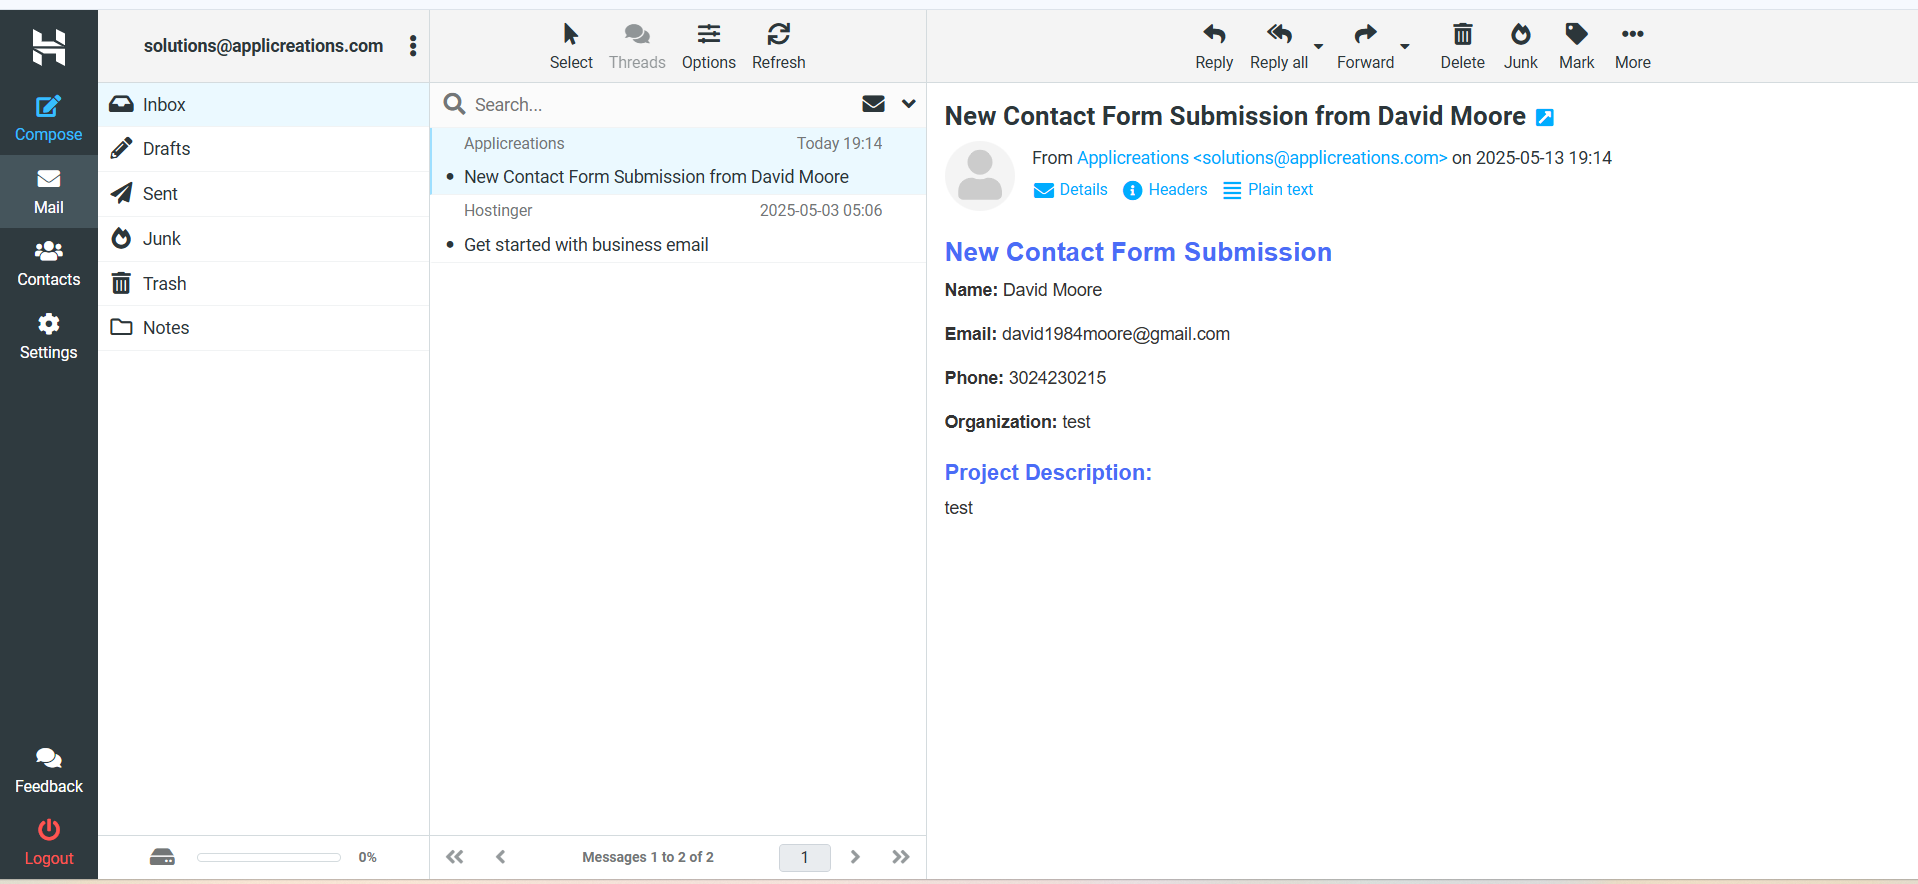 solutions@applicreations.com
Select Threads Options Refresh
Reply Reply all Forward Delete Junk Mark More
Compose
Mail
Contacts
Settings
Feedback
Logout
Inbox
Drafts
Sent
Junk
Trash
Notes
0%
Search...
Applicreations Today 19:14
New Contact Form Submission from David Moore
Hostinger 2025-05-03 05:06
Get started with business email
Messages 1 to 2 of 2 1
New Contact Form Submission from David Moore
From Applicreations <solutions@applicreations.com> on 2025-05-13 19:14
Details Headers Plain text
New Contact Form Submission
Name: David Moore
Email: david1984moore@gmail.com
Phone: 3024230215
Organization: test
Project Description:
test